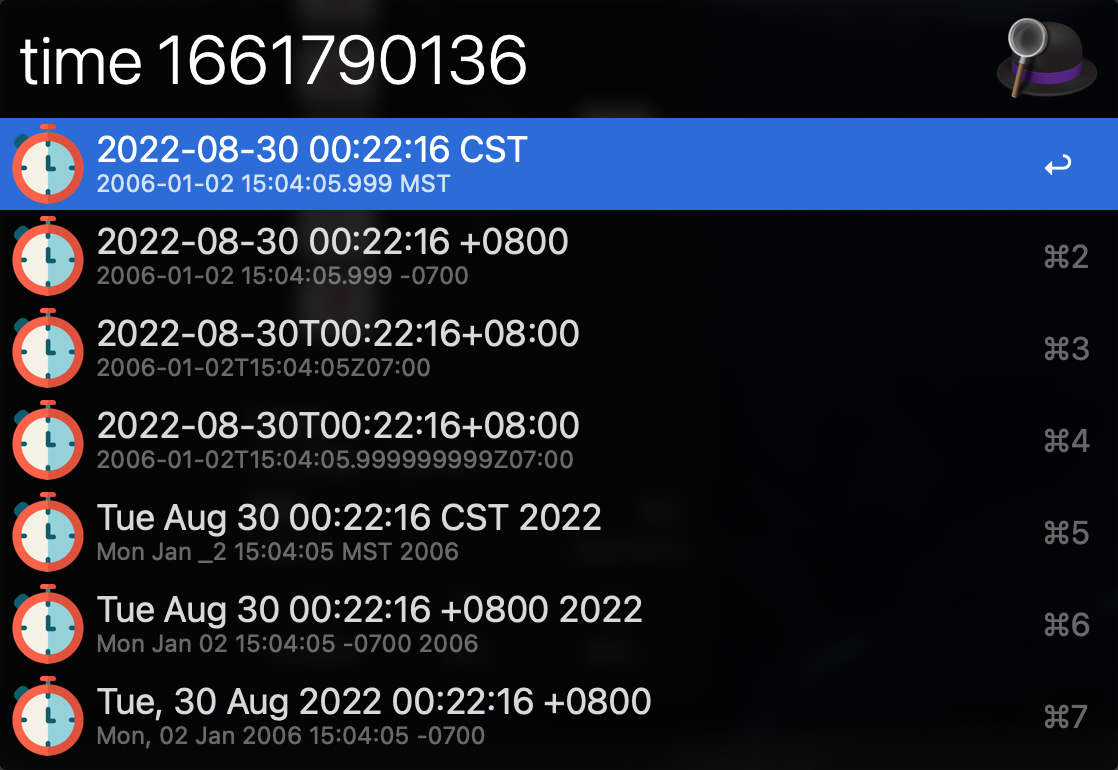 time 1661790136
2022-08-30 00:22:16 CST
2006-01-02 15:04:05.999 MST
2022-08-30 00:22:16 +0800
2006-01-02 15:04:05.999 -0700
⌘2
2022-08-30T00:22:16+08:00
2006-01-02T15:04:05Z07:00
⌘3
2022-08-30T00:22:16+08:00
2006-01-02T15:04:05.999999999Z07:00
⌘4
Tue Aug 30 00:22:16 CST 2022
Mon Jan _2 15:04:05 MST 2006
⌘5
Tue Aug 30 00:22:16 +0800 2022
Mon Jan 02 15:04:05 -0700 2006
⌘6
Tue, 30 Aug 2022 00:22:16 +0800
Mon, 02 Jan 2006 15:04:05 -0700
⌘7